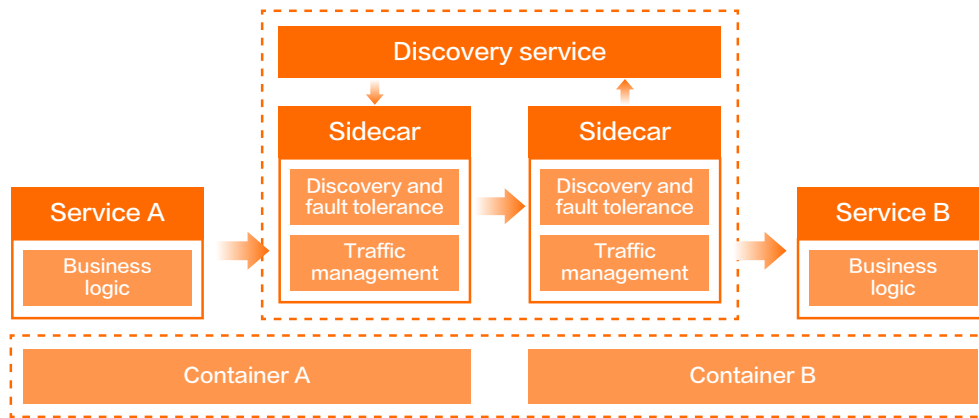 Discovery service
Sidecar
Discovery and
fault tolerance
Traffic
management
Sidecar
Discovery and
fault tolerance
Traffic
management
Service A
Business
logic
Service B
Business
logic
Container A
Container B